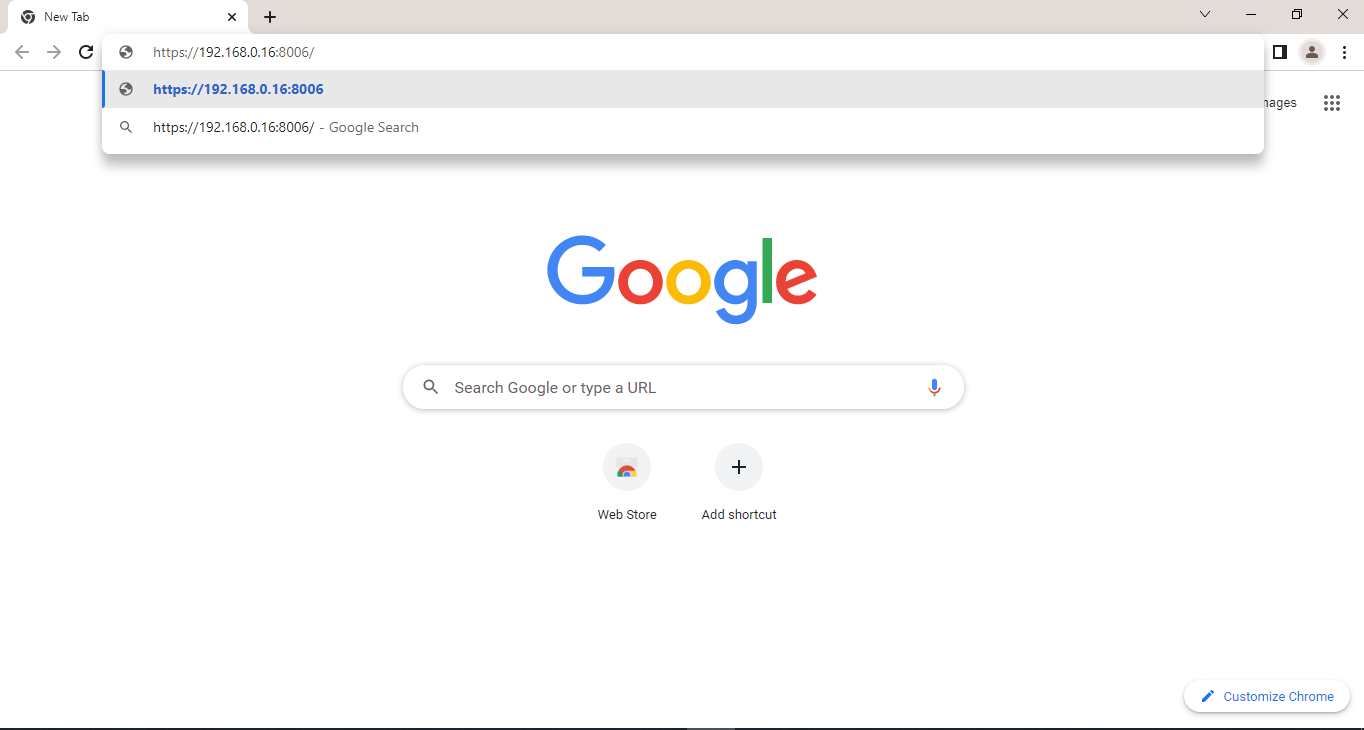 New Tab
https://192.168.0.16:8006/
https://192.168.0.16:8006
https://192.168.0.16:8006/ - Google Search
Google
Search Google or type a URL
Web Store
Add shortcut
Customize Chrome